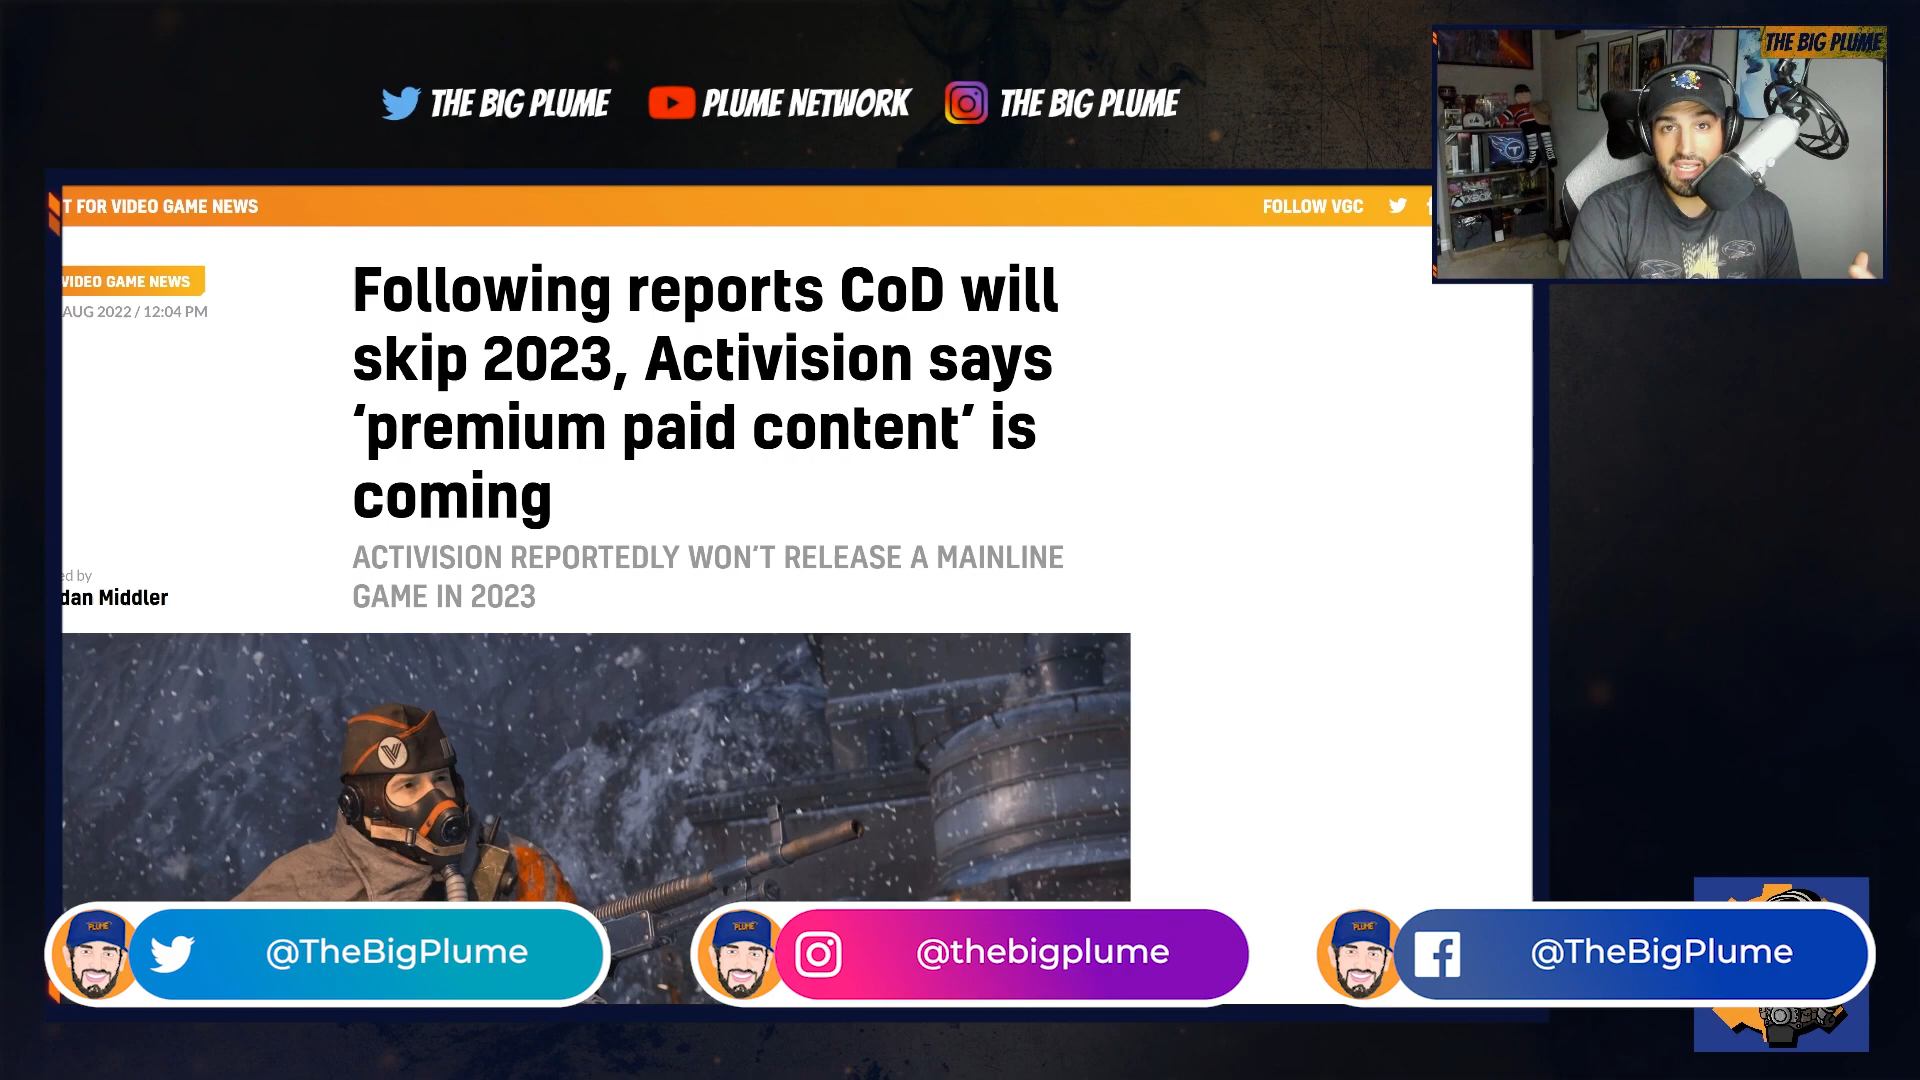 THE BIG PLUME
THE BIG PLUME PLUME NETWORK THE BIG PLUME
T FOR VIDEO GAME NEWS FOLLOW VGC
VIDEO GAME NEWS
AUG 2022 / 12:04 PM
Following reports CoD will
skip 2023, Activision says
‘premium paid content’ is
coming
ACTIVISION REPORTEDLY WON’T RELEASE A MAINLINE
GAME IN 2023
ed by
dan Middler
@TheBigPlume @thebigplume @TheBigPlume